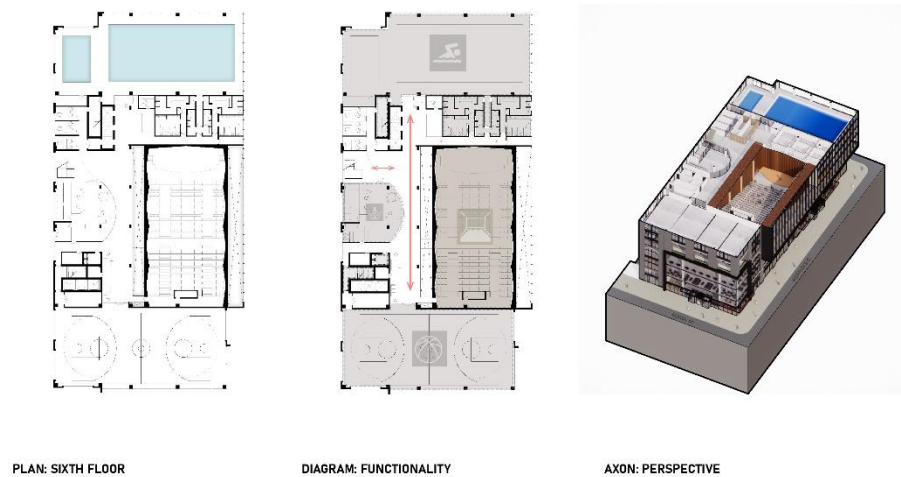 PLAN: SIXTH FLOOR
DIAGRAM: FUNCTIONALITY
AXON: PERSPECTIVE